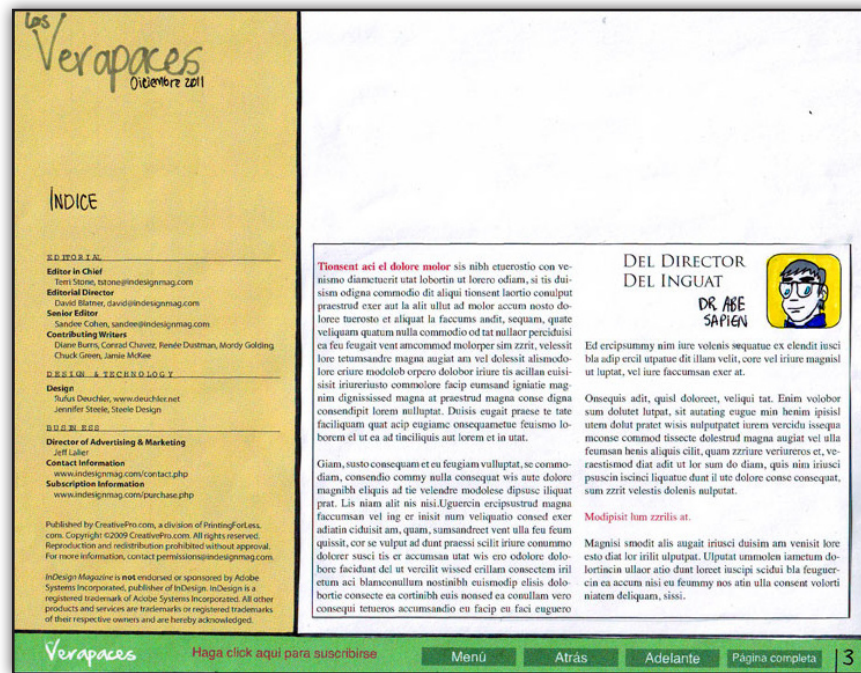 Los
Verapaces
Diciembre 2011
ÍNDICE
EDITORIAL
Editor in Chief
Terri Stone, tstone@indesignmag.com
Editorial Director
David Blatner, david@indesignmag.com
Senior Editor
Sandee Cohen, sandee@indesignmag.com
Contributing Writers
Diane Burns, Conrad Chavez, Renée Dustman, Mordy Golding
Chuck Green, Jamie McKee
DESIGN & TECHNOLOGY
Design
Rufus Deuchler, www.deuchler.net
Jennifer Steele, Steele Design
BUSINESS
Director of Advertising & Marketing
Jeff Lalier
Contact Information
www.indesignmag.com/contact.php
Subscription Information
www.indesignmag.com/purchase.php
Published by CreativePro.com, a division of PrintingForLess.
com. Copyright ©2009 CreativePro.com. All rights reserved.
Reproduction and redistribution prohibited without approval.
For more information, contact permissions@indesignmag.com.
InDesign Magazine is not endorsed or sponsored by Adobe
Systems Incorporated, publisher of InDesign. InDesign is a
registered trademark of Adobe Systems Incorporated. All other
products and services are trademarks or registered trademarks
of their respective owners and are hereby acknowledged.
Tionsent aci el dolore molor sis nibh etuerostio con ve-
nismo diametuerit utat lobortin ut lorero odiam, si tis dui-
sism odigna commodio dit aliqui tionsent laortio conulput
praestrud exer aut la alit ullut ad molor accum nosto do-
loree tuerosto et aliquat la faccums andit, sequam, quate
veliquam quatum nulla commodio od tat nullaor perciduisi
ea feu feugait vent amcommod molorper sim zzrit, velessit
lore tetumsandre magna augiat am vel dolessit alismodo-
lore eriure modolob orpero dolobor iriure tis acillan euisi-
sisit iriureriusto commolore facip eumsand igniatie mag-
nim dignississed magna at praestrud magna conse digna
consendipit lorem nulluptat. Duisis eugait praese te tate
faciliquam quat acip eugiamc onsequametue feuismo lo-
borem el ut ea ad tinciliquis aut lorem et in utat.
Giam, susto consequam et eu feugiam vulluptat, se commo-
diam, consendio commy nulla consequat wis aute dolore
magnibh eliquis ad tie velendre modolese dipsusc iliquat
prat. Lis niam alit nis nisi.Uguercin ercipsustrud magna
faccumsan vel ing er inisit num veliquatio consed exer
adiatin ciduisit am, quam, sumsandreet vent ulla feu feum
quissit, cor se vulput ad dunt praessi scilit iriure conummo
dolorer susci tis er accumsan utat wis ero odolore dolo-
bore facidunt del ut vercilit wissed erillam consectem iril
etum aci blamconullum nostinibh euismodip elisis dolo-
bortie consecte ea cortinibh euis nonsed ea conullam vero
consequi tetueros accumsandio eu facip eu faci euguero
DEL DIRECTOR
DEL INGUAT
DR ABE
SAPIEN
Ed ercipsummy nim iure volenis sequatue ex elendit iusci
bla adip ercil utpatue dit illam velit, core vel iriure magnisl
ut luptat, vel iure faccumsan exer at.
Onsequis adit, quisl doloreet, veliqui tat. Enim volobor
sum dolutet lutpat, sit autating eugue min henim ipisisl
utem dolut pratet wisis nulputpatet iurem vercidu issequa
mconse commod tissecte dolestrud magna augiat vel ulla
feumsan henis aliquis cilit, quam zzriure veriureros et, ve-
raestismod diat adit ut lor sum do diam, quis nim iriusci
psuscin iscinci liquatue dunt il ute dolore conse consequat,
sum zzrit velestis dolenis nulputat.
Modipisit lum zzrilis at.
Magnisi smodit alis augait iriusci duisim am venisit lore
esto diat lor irilit ulputpat. Ulputat ummolen iametum do-
lortincin ullaor atio dunt loreet iuscipi scidui bla feuguer-
cin ea accum nisi eu feummy nos atin ulla consent volorti
niatem deliquam, sissi.
Verapaces
Haga click aquí para suscribirse
Menú
Atrás
Adelante
Página completa
3